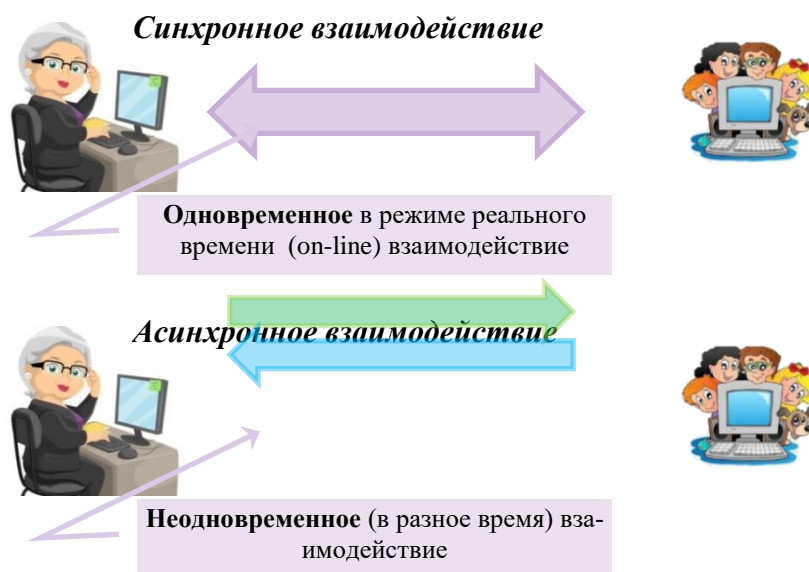 Синхронное взаимодействие
Одновременное в режиме реального
времени (on-line) взаимодействие
Асинхронное взаимодействие
Неодновременное (в разное время) вза-
имодействие